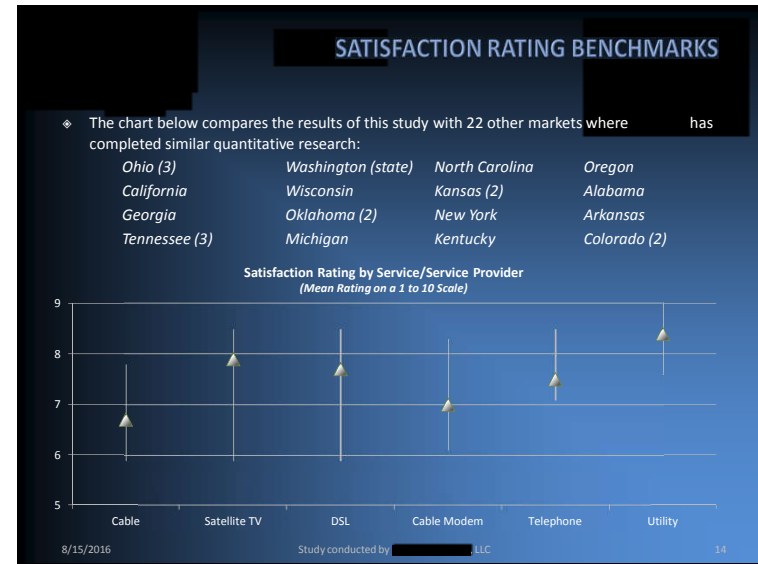 SATISFACTION RATING BENCHMARKS
The chart below compares the results of this study with 22 other markets where has
completed similar quantitative research:
Ohio (3) Washington (state) North Carolina Oregon
California Wisconsin Kansas (2) Alabama
Georgia Oklahoma (2) New York Arkansas
Tennessee (3) Michigan Kentucky Colorado (2)
Satisfaction Rating by Service/Service Provider
(Mean Rating on a 1 to 10 Scale)
9
8
7
6
5
Cable Satellite TV DSL Cable Modem Telephone Utility
8/15/2016 Study conducted by , LLC 14